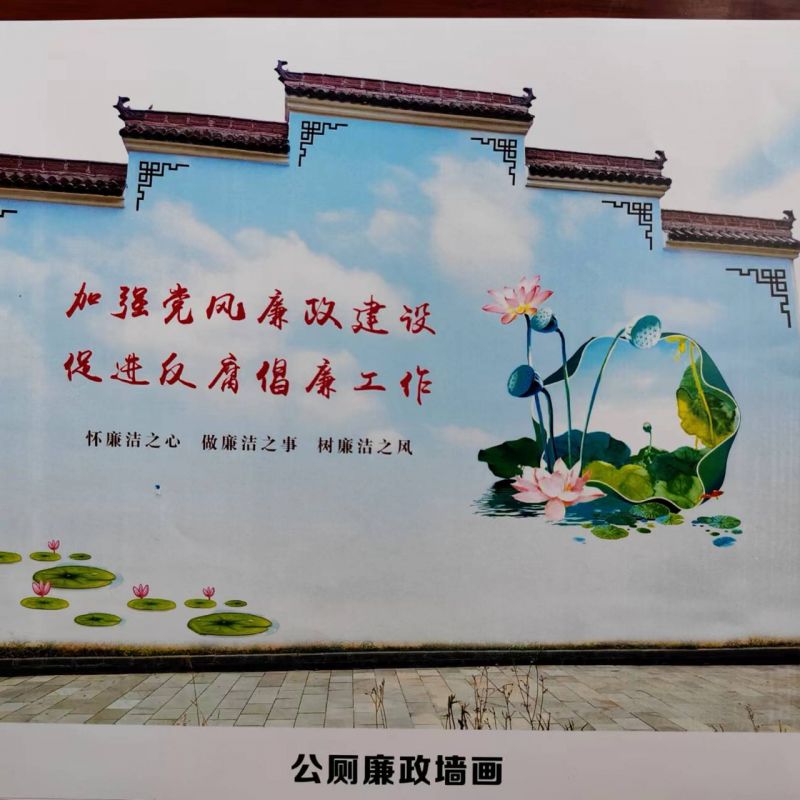 加强党风廉政建设
促进反腐倡廉工作
怀廉洁之心 做廉洁之事 树廉洁之风
公厕廉政墙画